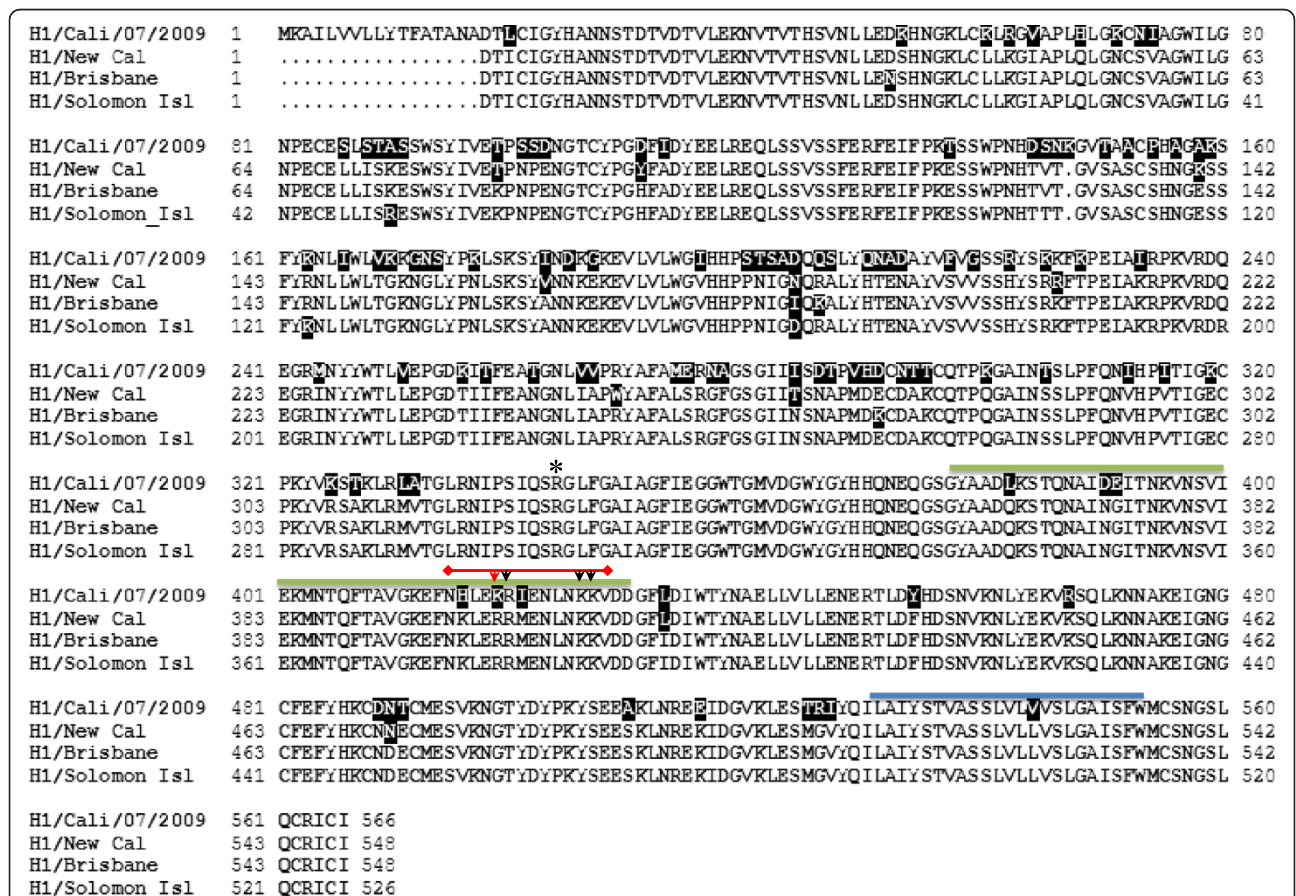 H1/Cali/07/2009 1 MKAILVVLLYTFATANADTLCIGYHANNSTDTVDTVLEKNVTVTHSVNLLEDKHNGKLCKLRGVAPLHLGKCNIAGWILG 80
H1/New Cal 1 .................DTICIGYHANNSTDTVDTVLEKNVTVTHSVNLLEDSHNGKLCLLKGIAPLQLGNCSVAGWILG 63
H1/Brisbane 1 .................DTICIGYHANNSTDTVDTVLEKNVTVTHSVNLLENSHNGKLCLLKGIAPLQLGNCSVAGWILG 63
H1/Solomon Isl 1 .................DTICIGYHANNSTDTVDTVLEKNVTVTHSVNLLEDSHNGKLCLLKGIAPLQLGNCSVAGWILG 41
H1/Cali/07/2009 81 NPECESLSTASSWSYIVETPSSDNGTCYPGDFIDYEELREQLSSVSSFERFEIFPKTSSWPNHDSNKGVTAACPHAGAKS 160
H1/New Cal 64 NPECELLISKESWSYIVETPNPENGTCYPGYFADYEELREQLSSVSSFERFEIFPKESSWPNHTVT.GVSASCSHNGKSS 142
H1/Brisbane 64 NPECELLISKESWSYIVEKPNPENGTCYPGHFADYEELREQLSSVSSFERFEIFPKESSWPNHTVT.GVSASCSHNGESS 142
H1/Solomon_Isl 42 NPECELLISRESWSYIVEKPNPENGTCYPGHFADYEELREQLSSVSSFERFEIFPKESSWPNHTTT.GVSASCSHNGESS 120
H1/Cali/07/2009 161 FYKNLIWLVKKGNSYPKLSKSYINDKGKEVLVLWGIHHPSTSADQQSLYQNADAYVFVGSSRYSKKFKPEIAIRPKVRDQ 240
H1/New Cal 143 FYRNLLWLTGKNGLYPNLSKSYVNNKEKEVLVLWGVHHPPNIGNQRALYHTENAYVSVVSSHYSRRFTPEIAKRPKVRDQ 222
H1/Brisbane 143 FYRNLLWLTGKNGLYPNLSKSYANNKEKEVLVLWGVHHPPNIGIQKALYHTENAYVSVVSSHYSRKFTPEIAKRPKVRDQ 222
H1/Solomon Isl 121 FYKNLLWLTGKNGLYPNLSKSYANNKEKEVLVLWGVHHPPNIGDQRALYHTENAYVSVVSSHYSRKFTPEIAKRPKVRDR 200
H1/Cali/07/2009 241 EGRMNYYWTLVEPGDKITFEATGNLVVPRYAFAMERNAGSGIIISDTPVHDCNTTCQTPKGAINTSLPFQNIHPITIGKC 320
H1/New Cal 223 EGRINYYWTLLEPGDTIIFEANGNLIAPWYAFALSRGFGSGIITSNAPMDECDAKCQTPQGAINSSLPFQNVHPVTIGEC 302
H1/Brisbane 223 EGRINYYWTLLEPGDTIIFEANGNLIAPRYAFALSRGFGSGIINSNAPMDKCDAKCQTPQGAINSSLPFQNVHPVTIGEC 302
H1/Solomon Isl 201 EGRINYYWTLLEPGDTIIFEANGNLIAPRYAFALSRGFGSGIINSNAPMDECDAKCQTPQGAINSSLPFQNVHPVTIGEC 280
*
H1/Cali/07/2009 321 PKYVKSTKLRLATGLRNIPSIQSRGLFGAIAGFIEGGWTGMVDGWYGYHHQNEQGSGYAADLKSTQNAIDEITNKVNSVI 400
H1/New Cal 303 PKYVRSAKLRMVTGLRNIPSIQSRGLFGAIAGFIEGGWTGMVDGWYGYHHQNEQGSGYAADQKSTQNAINGITNKVNSVI 382
H1/Brisbane 303 PKYVRSAKLRMVTGLRNIPSIQSRGLFGAIAGFIEGGWTGMVDGWYGYHHQNEQGSGYAADQKSTQNAINGITNKVNSVI 382
H1/Solomon Isl 281 PKYVRSAKLRMVTGLRNIPSIQSRGLFGAIAGFIEGGWTGMVDGWYGYHHQNEQGSGYAADQKSTQNAINGITNKVNSVI 360
H1/Cali/07/2009 401 EKMNTQFTAVGKEFNHLEKRIENLNKKVDDGFLDIWTYNAELLVLLENERTLDYHDSNVKNLYEKVRSQLKNNAKEIGNG 480
H1/New Cal 383 EKMNTQFTAVGKEFNKLERRMENLNKKVDDGFLDIWTYNAELLVLLENERTLDFHDSNVKNLYEKVKSQLKNNAKEIGNG 462
H1/Brisbane 383 EKMNTQFTAVGKEFNKLERRMENLNKKVDDGFIDIWTYNAELLVLLENERTLDFHDSNVKNLYEKVKSQLKNNAKEIGNG 462
H1/Solomon Isl 361 EKMNTQFTAVGKEFNKLERRMENLNKKVDDGFIDIWTYNAELLVLLENERTLDFHDSNVKNLYEKVKSQLKNNAKEIGNG 440
H1/Cali/07/2009 481 CFEFYHKCDNTCMESVKNGTYDYPKYSEEAKLNREEIDGVKLESTRIYQILAIYSTVASSLVLVVSLGAISFWMCSNGSL 560
H1/New Cal 463 CFEFYHKCNNECMESVKNGTYDYPKYSEESKLNREKIDGVKLESMGVYQILAIYSTVASSLVLLVSLGAISFWMCSNGSL 542
H1/Brisbane 463 CFEFYHKCNDECMESVKNGTYDYPKYSEESKLNREKIDGVKLESMGVYQILAIYSTVASSLVLLVSLGAISFWMCSNGSL 542
H1/Solomon Isl 441 CFEFYHKCNDECMESVKNGTYDYPKYSEESKLNREKIDGVKLESMGVYQILAIYSTVASSLVLLVSLGAISFWMCSNGSL 520
H1/Cali/07/2009 561 QCRICI 566
H1/New Cal 543 QCRICI 548
H1/Brisbane 543 QCRICI 548
H1/Solomon Isl 521 QCRICI 526